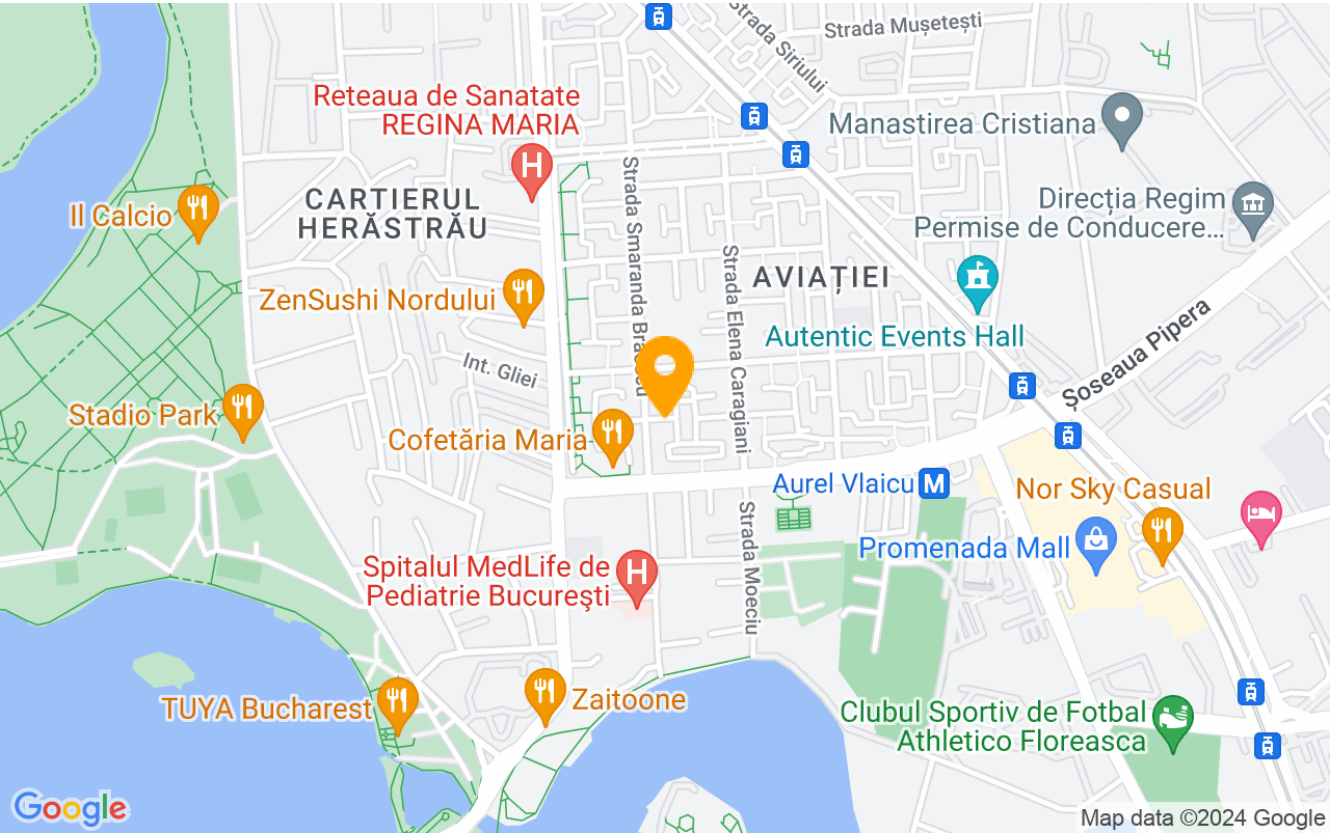 Strada Mușetești
Strada Siriului
Reteaua de Sanatate
REGINA MARIA
Manastirea Cristiana
Strada Smaranda
CARTIERUL
HERĂSTRĂU
Direcția Regim
Permise de Conducere...
Il Calcio
Strada Elena Caragiani
AVIAȚIEI
ZenSushi Nordului
Autentic Events Hall
Șoseaua Pipera
Int. Gliei
Stadio Park
Cofetăria Maria
Aurel Vlaicu
M
Nor Sky Casual
Strada Moeciu
Promenada Mall
Spitalul MedLife de
Pediatrie Bucureşti
TUYA Bucharest
Zaitoone
Clubul Sportiv de Fotbal
Athletico Floreasca
Google
Map data ©2024 Google
H
H